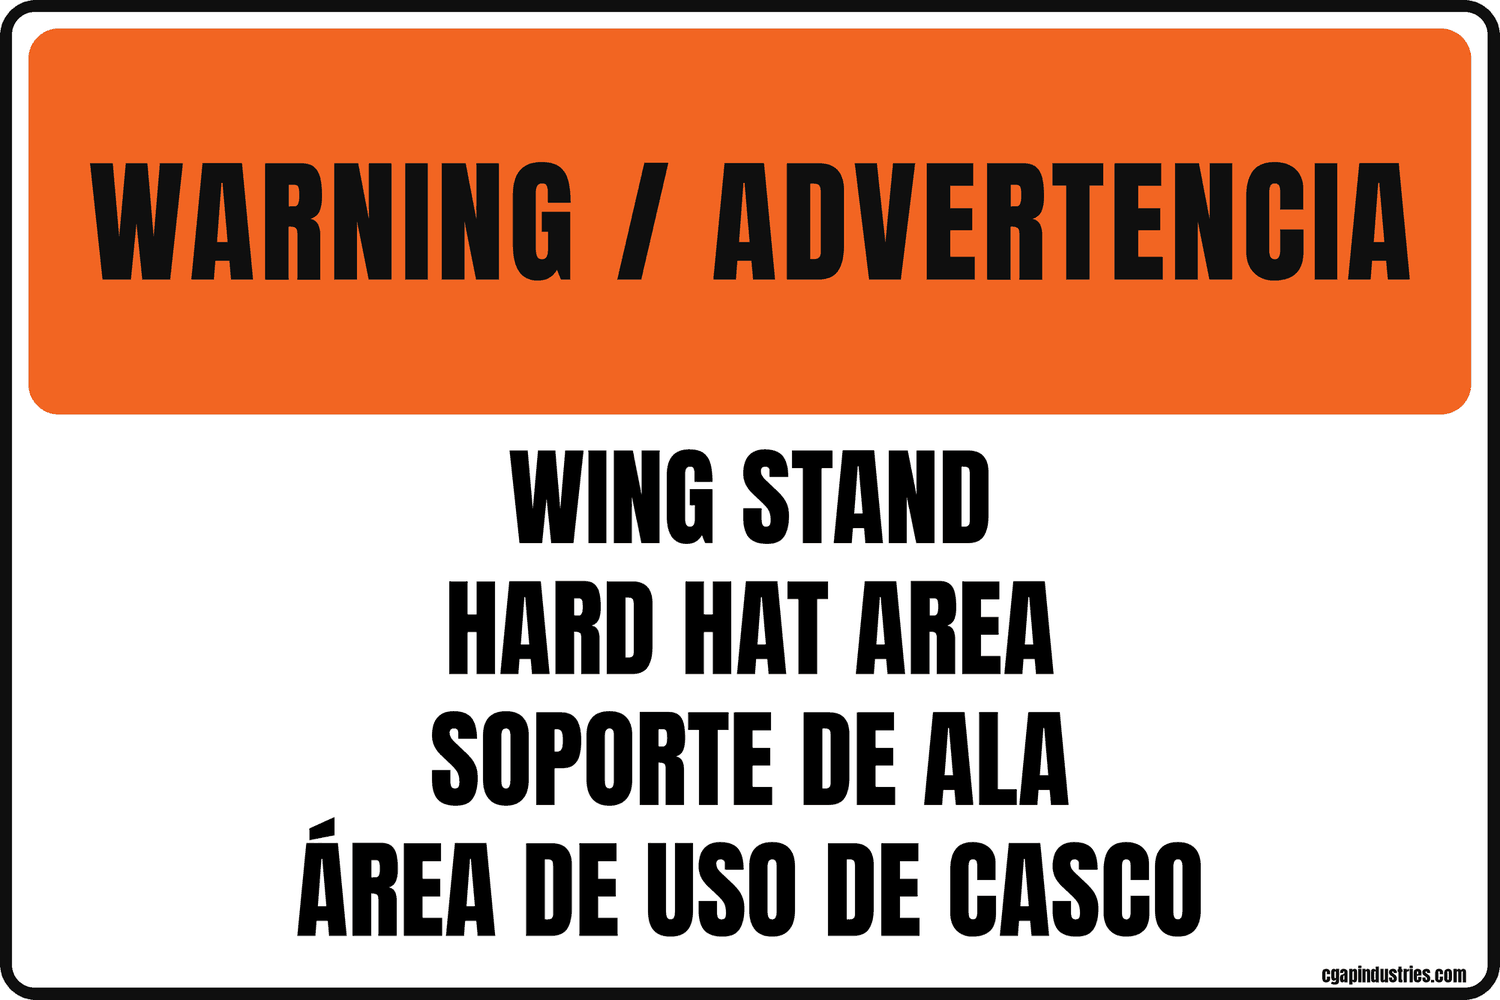 WARNING / ADVERTENCIA
WING STAND
HARD HAT AREA
SOPORTE DE ALA
ÁREA DE USO DE CASCO
cgapindustries.com